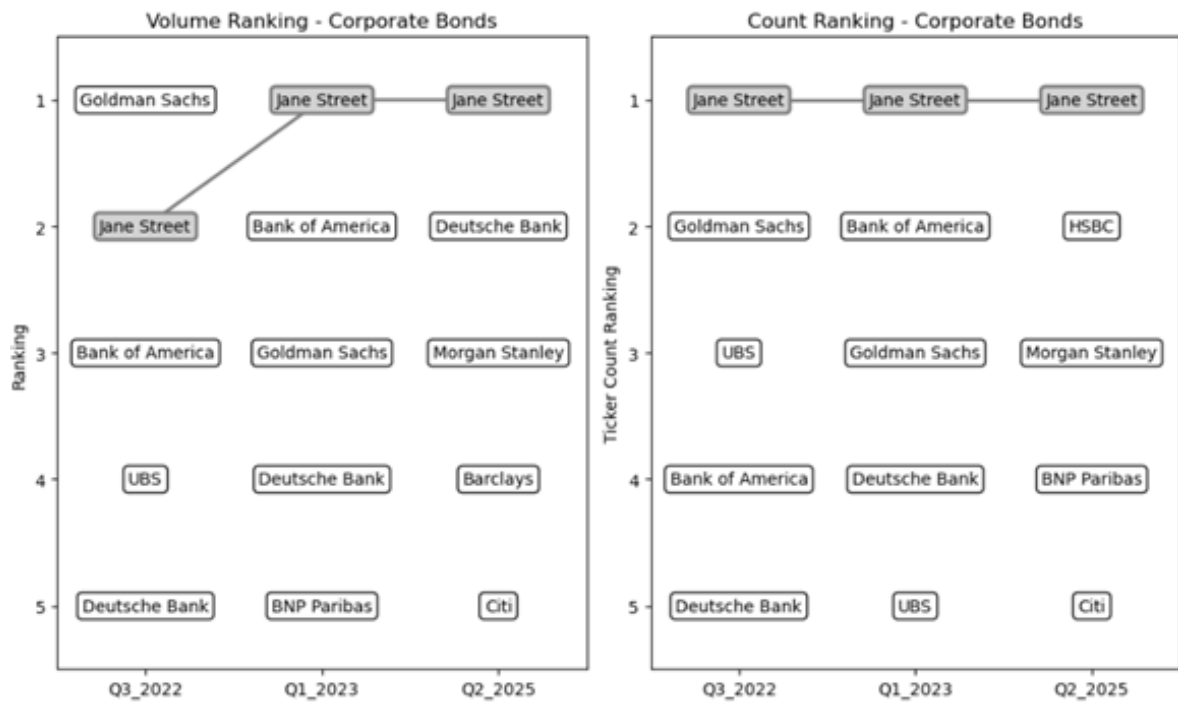 Volume Ranking - Corporate Bonds
Ranking
1
Goldman Sachs
Jane Street
Jane Street
2
Jane Street
Bank of America
Deutsche Bank
3
Bank of America
Goldman Sachs
Morgan Stanley
4
UBS
Deutsche Bank
Barclays
5
Deutsche Bank
BNP Paribas
Citi
Q3_2022
Q1_2023
Q2_2025
Count Ranking - Corporate Bonds
Ticker Count Ranking
1
Jane Street
Jane Street
Jane Street
2
Goldman Sachs
Bank of America
HSBC
3
UBS
Goldman Sachs
Morgan Stanley
4
Bank of America
Deutsche Bank
BNP Paribas
5
Deutsche Bank
UBS
Citi
Q3_2022
Q1_2023
Q2_2025